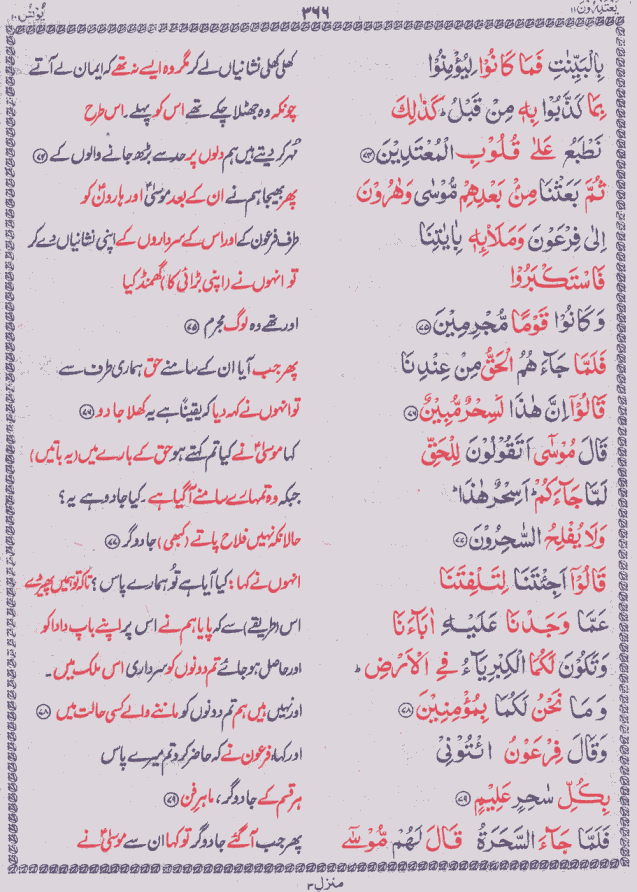 يَعْتَذِرُونَ ١١
٣٦٦
يُونُس ١٠
بِالْبَيِّنٰتِ فَمَا كَانُوْا لِيُؤْمِنُوْا
کھلی کھلی نشانیاں لے کر مگر وہ ایسے نہ تھے کہ ایمان لے آتے
بِمَا كَذَّبُوْا بِهٖ مِنْ قَبْلُ ؕ كَذٰلِكَ
چونکہ وہ جھٹلا چکے تھے اس کو پہلے۔ اس طرح
نَطْبَعُ عَلٰى قُلُوْبِ الْمُعْتَدِيْنَ ﴿٧٤﴾
مُہر کر دیتے ہیں ہم دلوں پر حد سے بڑھ جانے والوں کے ﴿٧٤﴾
ثُمَّ بَعَثْنَا مِنْۢ بَعْدِهِمْ مُّوْسٰى وَهٰرُوْنَ
پھر بھیجا ہم نے ان کے بعد موسیٰؑ اور ہارونؑ کو
اِلٰى فِرْعَوْنَ وَمَلَا۟ئِهٖ بِاٰيٰتِنَا
طرف فرعون کے اور اس کے سرداروں کے اپنی نشانیاں دے کر
فَاسْتَكْبَرُوْا
تو انہوں نے (اپنی بڑائی کا) گھمنڈ کیا
وَكَانُوْا قَوْمًا مُّجْرِمِيْنَ ﴿٧٥﴾
اور تھے وہ لوگ مجرم ﴿٧٥﴾
فَلَمَّا جَآءَهُمُ الْحَقُّ مِنْ عِنْدِنَا
پھر جب آیا ان کے سامنے حق ہماری طرف سے
قَالُوْۤا اِنَّ هٰذَا لَسِحْرٌ مُّبِيْنٌ ﴿٧٦﴾
تو انہوں نے کہہ دیا کہ یقیناً ہے یہ کھلا جادو ﴿٧٦﴾
قَالَ مُوْسٰۤى اَتَقُوْلُوْنَ لِلْحَقِّ
کہا موسیٰؑ نے کیا تم کہتے ہو حق کے بارے میں (یہ باتیں)
لَمَّا جَآءَكُمْ ؕ اَسِحْرٌ هٰذَا ؕ
جبکہ وہ تمہارے سامنے آ گیا ہے۔ کیا جادو ہے یہ؟
وَلَا يُفْلِحُ السّٰحِرُوْنَ ﴿٧٧﴾
حالانکہ نہیں فلاح پاتے (کبھی) جادوگر ﴿٧٧﴾
قَالُوْۤا اَجِئْتَنَا لِتَلْفِتَنَا
انہوں نے کہا: کیا آیا ہے تُو ہمارے پاس؟ تاکہ تو ہمیں پھیر دے
عَمَّا وَجَدْنَا عَلَيْهِ اٰبَآءَنَا
اس (طریقے) سے کہ پایا ہم نے اس پر اپنے باپ دادا کو
وَتَكُوْنَ لَكُمَا الْكِبْرِيَآءُ فِي الْاَرْضِ ؕ
اور حاصل ہو جائے تم دونوں کو سرداری اس ملک میں۔
وَمَا نَحْنُ لَكُمَا بِمُؤْمِنِيْنَ ﴿٧٨﴾
اور نہیں ہیں ہم تم دونوں کو ماننے والے کسی حالت میں ﴿٧٨﴾
وَقَالَ فِرْعَوْنُ ائْتُوْنِيْ
اور کہا، فرعون نے کہ حاضر کرو تم میرے پاس
بِكُلِّ سٰحِرٍ عَلِيْمٍ ﴿٧٩﴾
ہر قسم کے جادوگر، ماہرِ فن ﴿٧٩﴾
فَلَمَّا جَآءَ السَّحَرَةُ قَالَ لَهُمْ مُّوْسٰۤى
پھر جب آ گئے جادوگر تو کہا ان سے موسیٰؑ نے
منزل ٣